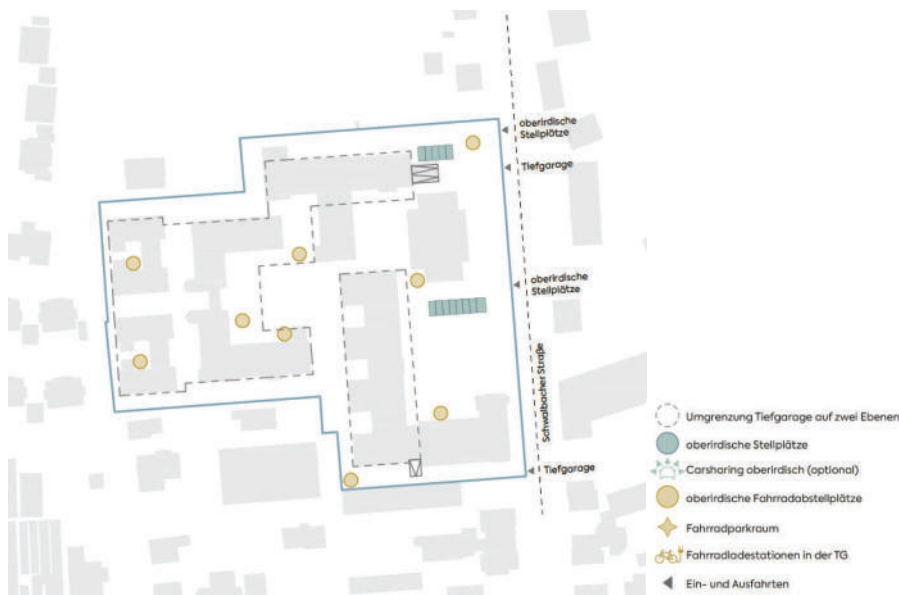 oberirdische
Stellplätze
Tiefgarage
oberirdische
Stellplätze
Schwalbacher Straße
Tiefgarage
Umgrenzung Tiefgarage auf zwei Ebenen
oberirdische Stellplätze
Carsharing oberirdisch (optional)
oberirdische Fahrradabstellplätze
Fahrradparkraum
Fahrradladestationen in der TG
Ein- und Ausfahrten